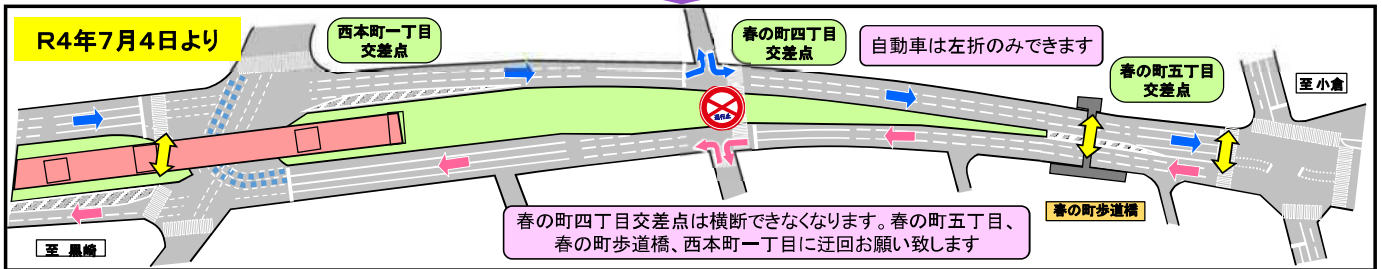 R4年7月4日より
西本町一丁目
交差点
春の町四丁目
交差点
自動車は左折のみできます
春の町五丁目
交差点
至 小倉
通行止
春の町歩道橋
春の町四丁目交差点は横断できなくなります。春の町五丁目、
春の町歩道橋、西本町一丁目に迂回お願い致します
至 黒崎